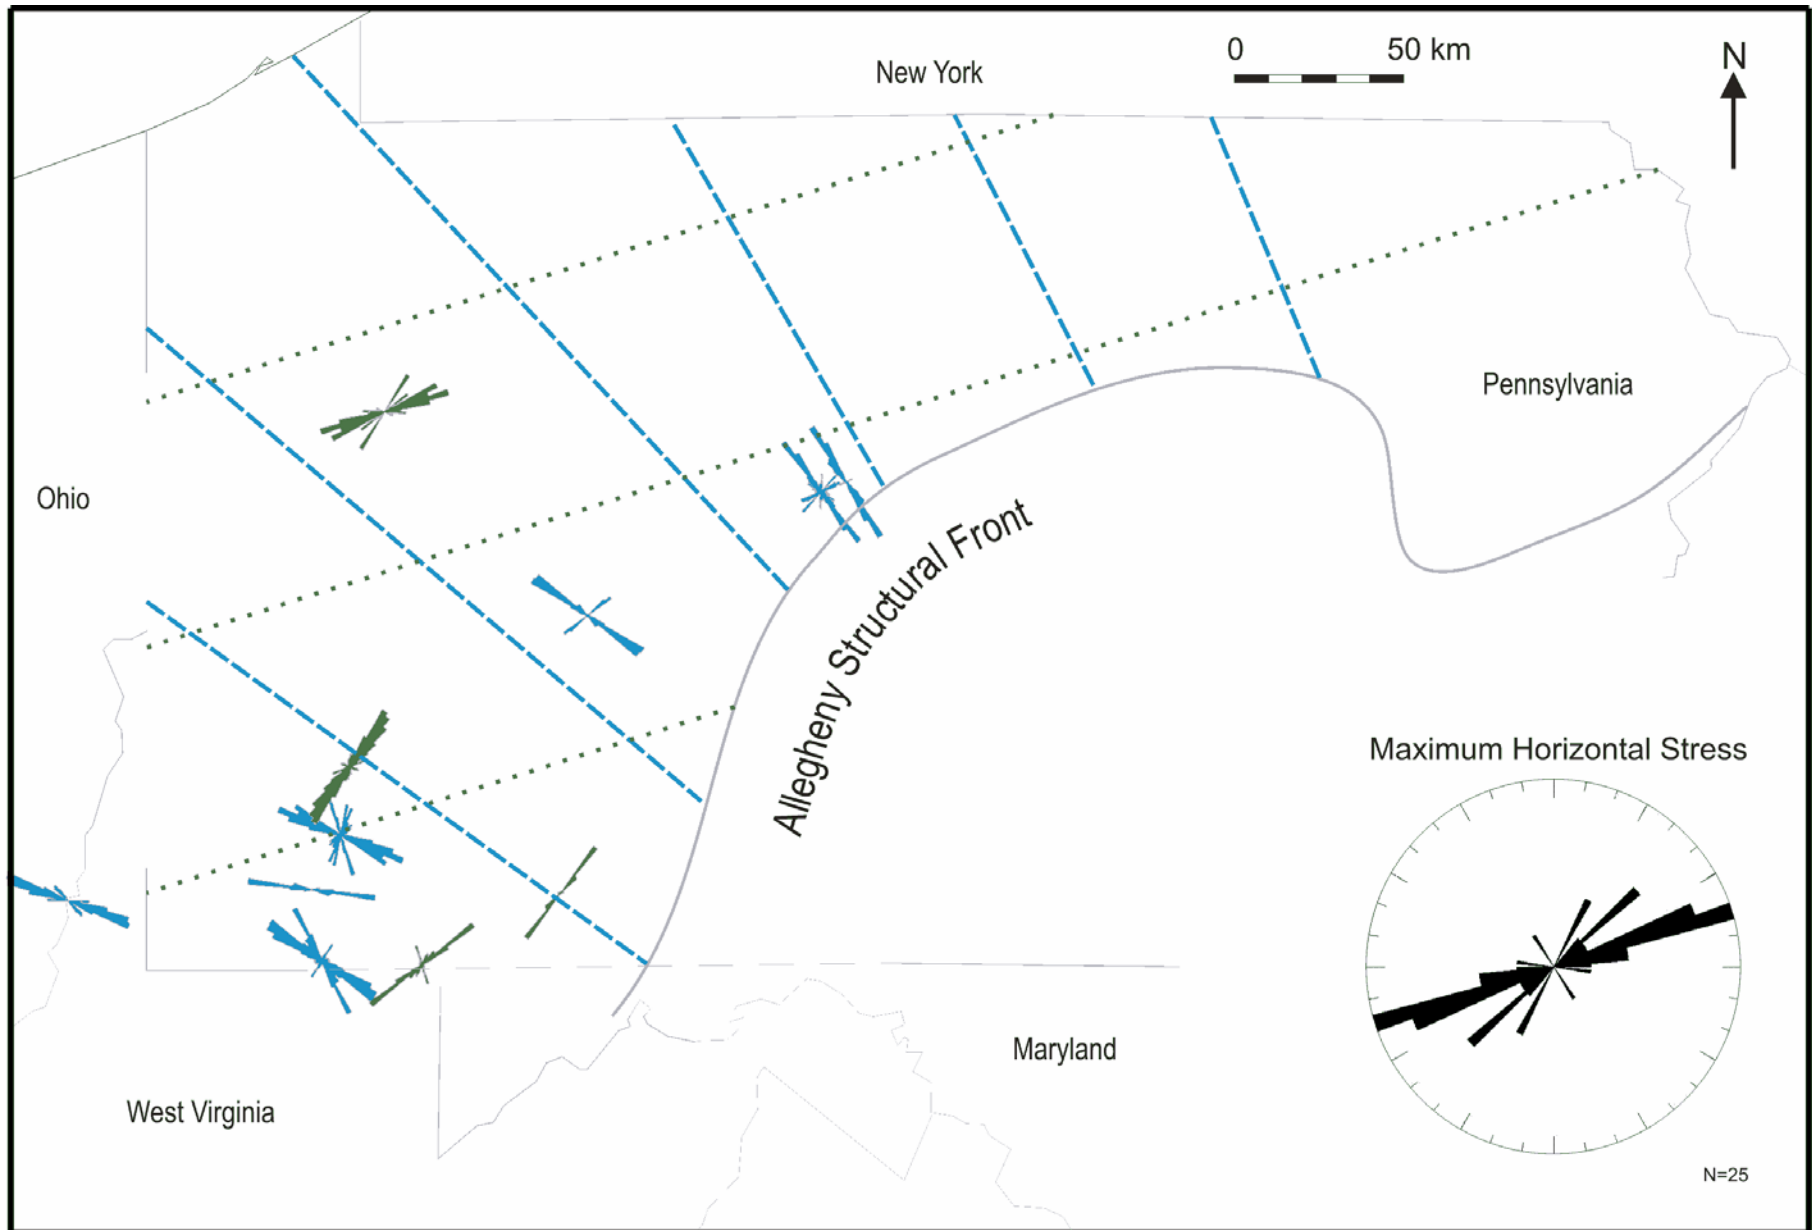 0 50 km
N
New York
Pennsylvania
Ohio
Allegheny Structural Front
Maximum Horizontal Stress
Maryland
West Virginia
N=25